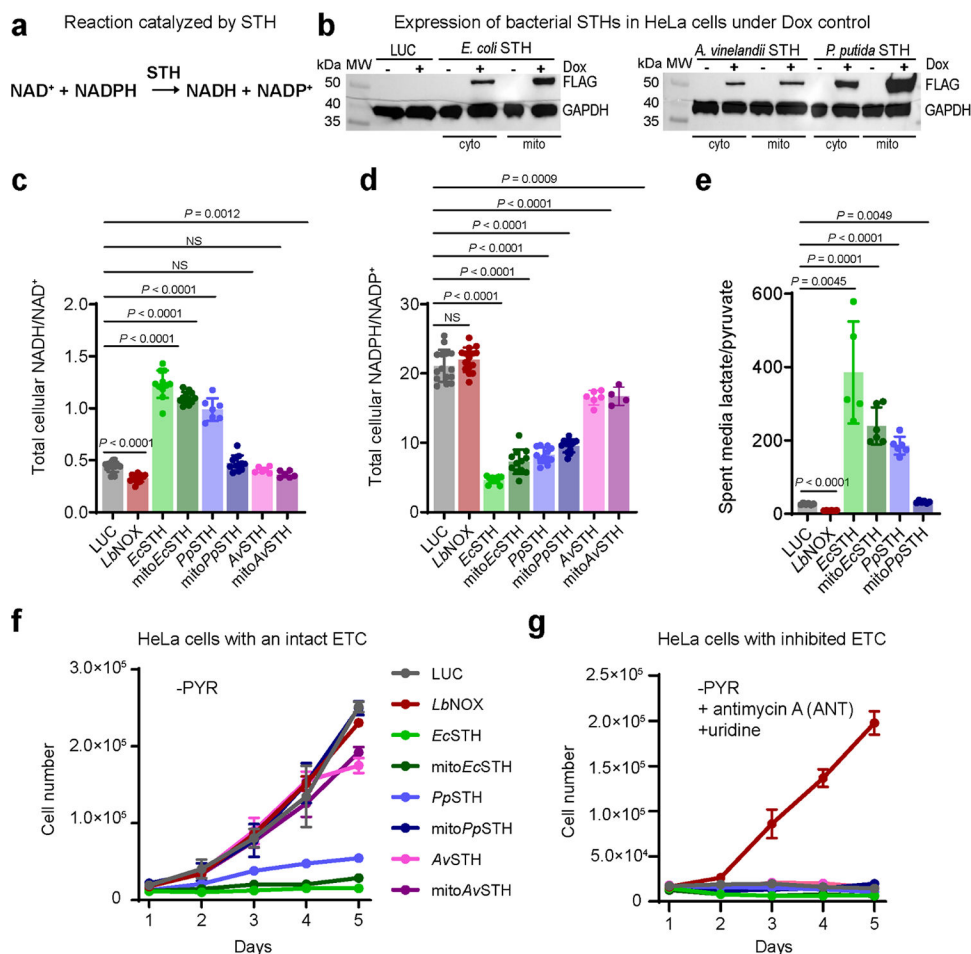 a Reaction catalyzed by STH
STH
NAD⁺ + NADPH → NADH + NADP⁺
b Expression of bacterial STHs in HeLa cells under Dox control
LUC E. coli STH
kDa MW - + - + - + Dox
50 FLAG
40 GAPDH
35
cyto mito
A. vinelandii STH P. putida STH
kDa MW - + - + - + - + Dox
50 FLAG
40 GAPDH
35
cyto mito cyto mito
c
P = 0.0012
NS
NS
P < 0.0001
P < 0.0001
P < 0.0001
P < 0.0001
Total cellular NADH/NAD⁺
2.0
1.5
1.0
0.5
0.0
LUC
LbNOX
EcSTH
mitoEcSTH
PpSTH
mitoPpSTH
AvSTH
mitoAvSTH
d
P = 0.0009
P < 0.0001
P < 0.0001
P < 0.0001
P < 0.0001
P < 0.0001
NS
Total cellular NADPH/NADP⁺
30
20
10
0
LUC
LbNOX
EcSTH
mitoEcSTH
PpSTH
mitoPpSTH
AvSTH
mitoAvSTH
e
P = 0.0049
P < 0.0001
P = 0.0001
P = 0.0045
P < 0.0001
Spent media lactate/pyruvate
600
400
200
0
LUC
LbNOX
EcSTH
mitoEcSTH
PpSTH
mitoPpSTH
f HeLa cells with an intact ETC
-PYR
Cell number
3.0×10⁵
2.0×10⁵
1.0×10⁵
0
1 2 3 4 5
Days
LUC
LbNOX
EcSTH
mitoEcSTH
PpSTH
mitoPpSTH
AvSTH
mitoAvSTH
g HeLa cells with inhibited ETC
-PYR
+ antimycin A (ANT)
+uridine
Cell number
2.5×10⁵
2.0×10⁵
1.5×10⁵
1.0×10⁵
5.0×10⁴
0
1 2 3 4 5
Days